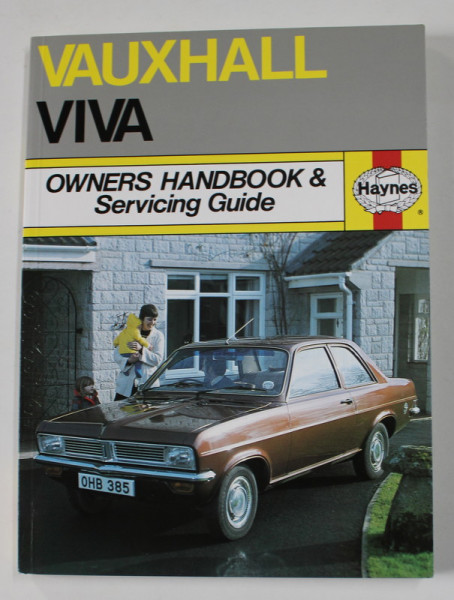 VAUXHALL
VIVA
OWNERS HANDBOOK &
Servicing Guide
Haynes
®
OHB 385